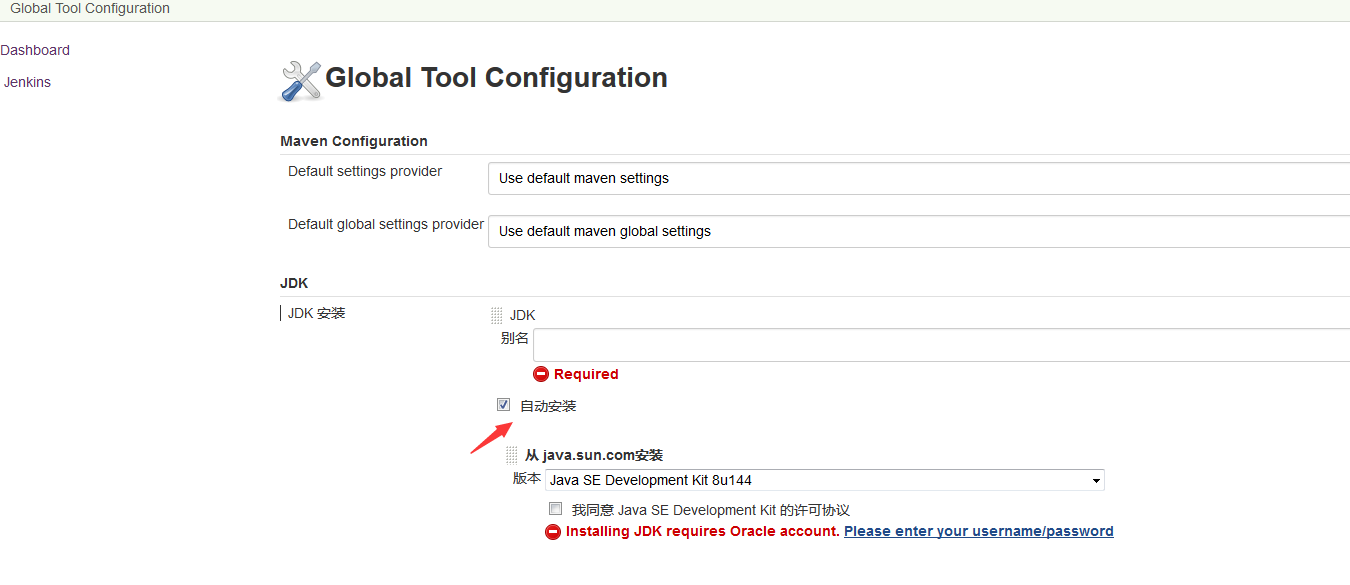 Global Tool Configuration
Dashboard
Jenkins
Global Tool Configuration
Maven Configuration
Default settings provider
Use default maven settings
Default global settings provider
Use default maven global settings
JDK
JDK 安装
JDK
别名
Required
自动安装
从 java.sun.com安装
版本 Java SE Development Kit 8u144
我同意 Java SE Development Kit 的许可协议
Installing JDK requires Oracle account. Please enter your username/password